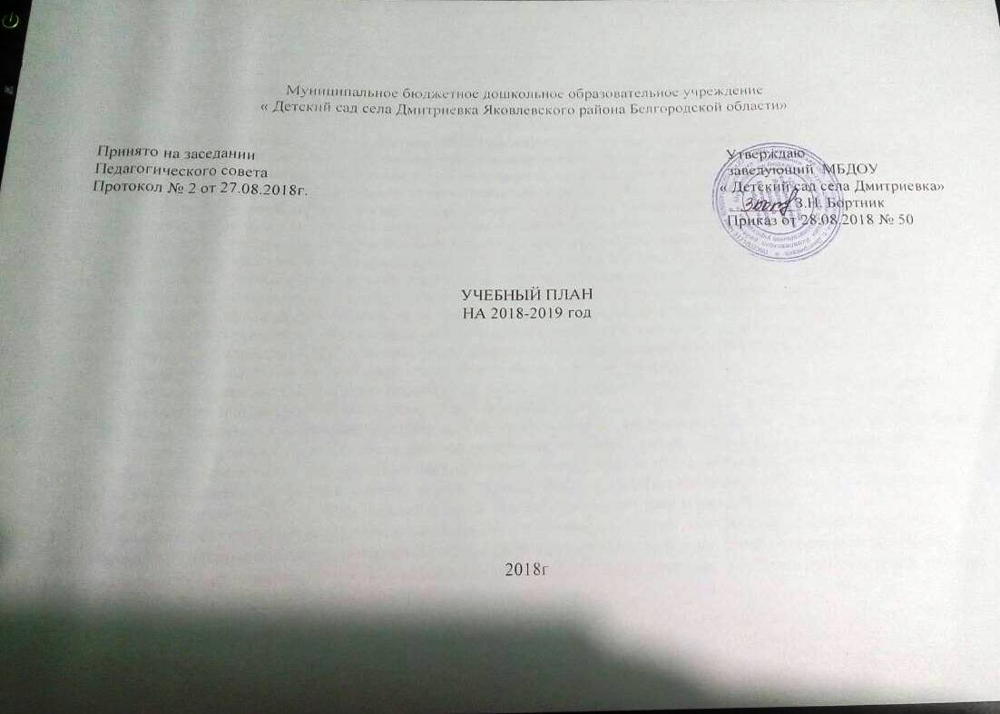 Муниципальное бюджетное дошкольное образовательное учреждение
« Детский сад села Дмитриевка Яковлевского района Белгородской области»
Принято на заседании
Педагогического совета
Протокол № 2 от 27.08.2018г.
Утверждаю
заведующий МБДОУ
« Детский сад села Дмитриевка»
З.Н. Бортник
Приказ от 28.08.2018 № 50
УЧЕБНЫЙ ПЛАН
НА 2018-2019 год
2018г